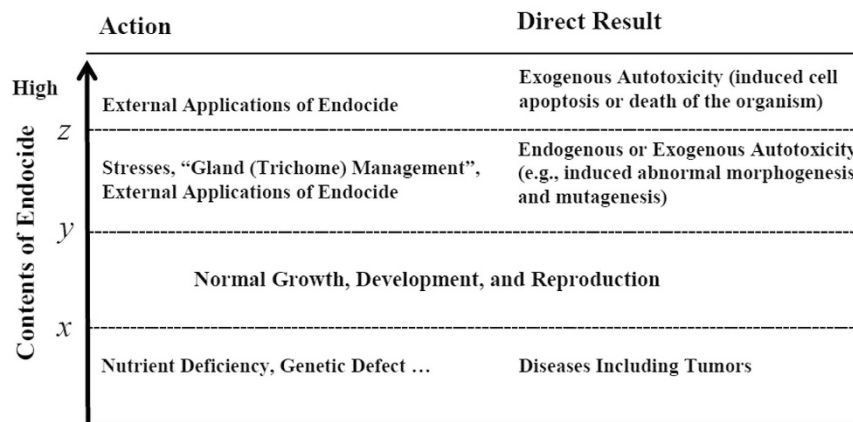 Action
Direct Result
High
Contents of Endocide
External Applications of Endocide
Exogenous Autotoxicity (induced cell
apoptosis or death of the organism)
z
Stresses, “Gland (Trichome) Management”,
External Applications of Endocide
Endogenous or Exogenous Autotoxicity
(e.g., induced abnormal morphogenesis
and mutagenesis)
y
Normal Growth, Development, and Reproduction
x
Nutrient Deficiency, Genetic Defect …
Diseases Including Tumors